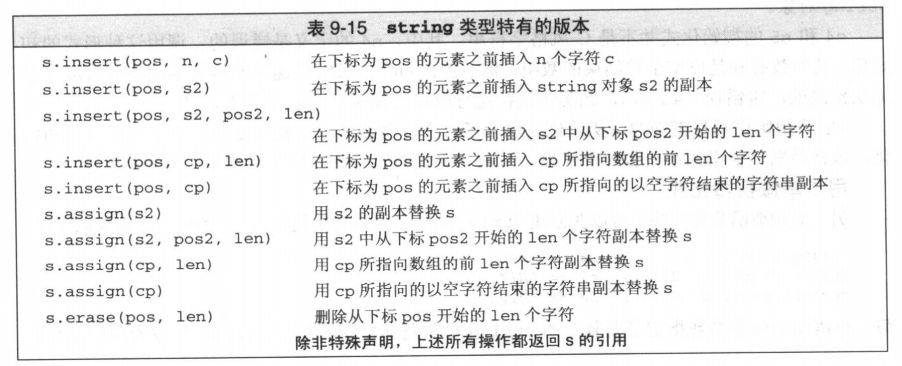 表 9-15 string 类型特有的版本
s.insert(pos, n, c) 在下标为 pos 的元素之前插入 n 个字符 c
s.insert(pos, s2) 在下标为 pos 的元素之前插入 string 对象 s2 的副本
s.insert(pos, s2, pos2, len)
在下标为 pos 的元素之前插入 s2 中从下标 pos2 开始的 len 个字符
s.insert(pos, cp, len) 在下标为 pos 的元素之前插入 cp 所指向数组的前 len 个字符
s.insert(pos, cp) 在下标为 pos 的元素之前插入 cp 所指向的以空字符结束的字符串副本
s.assign(s2) 用 s2 的副本替换 s
s.assign(s2, pos2, len) 用 s2 中从下标 pos2 开始的 len 个字符副本替换 s
s.assign(cp, len) 用 cp 所指向数组的前 len 个字符副本替换 s
s.assign(cp) 用 cp 所指向的以空字符结束的字符串副本替换 s
s.erase(pos, len) 删除从下标 pos 开始的 len 个字符
除非特殊声明，上述所有操作都返回 s 的引用